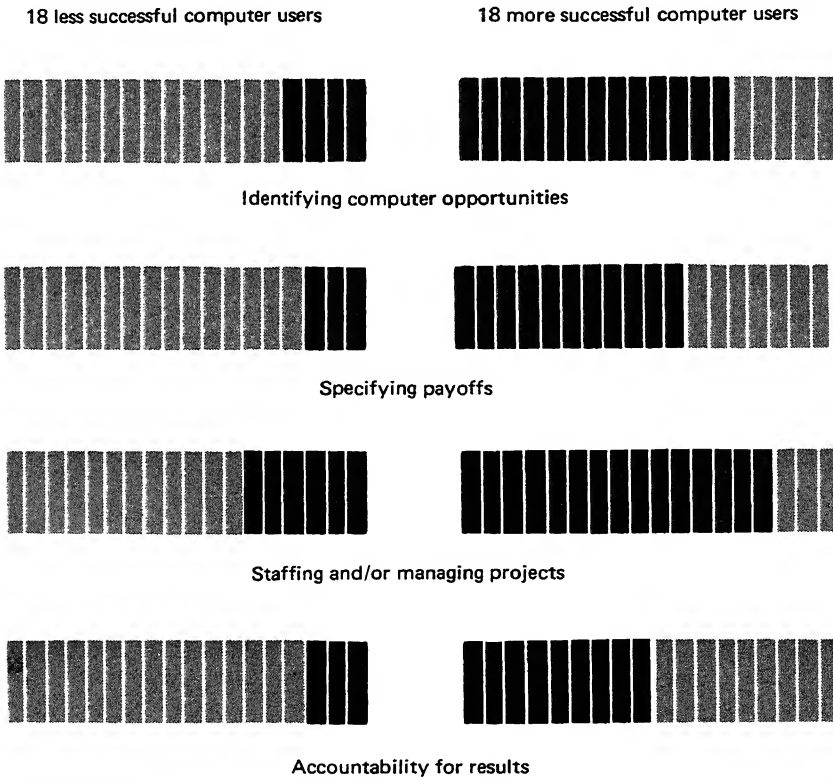 18 less successful computer users
18 more successful computer users
Identifying computer opportunities
Specifying payoffs
Staffing and/or managing projects
Accountability for results